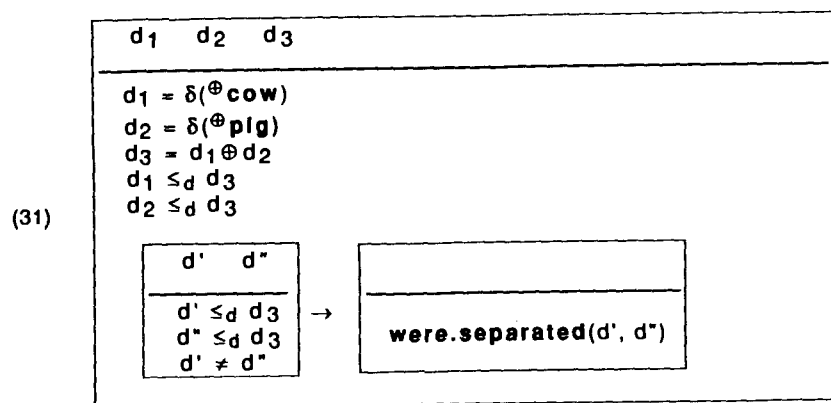 d1 d2 d3
d1 = δ(⊕cow)
d2 = δ(⊕pig)
d3 = d1⊕d2
d1 ≤d d3
d2 ≤d d3
(31)
d' d"
d' ≤d d3
d" ≤d d3
d' ≠ d"
→
were.separated(d', d")